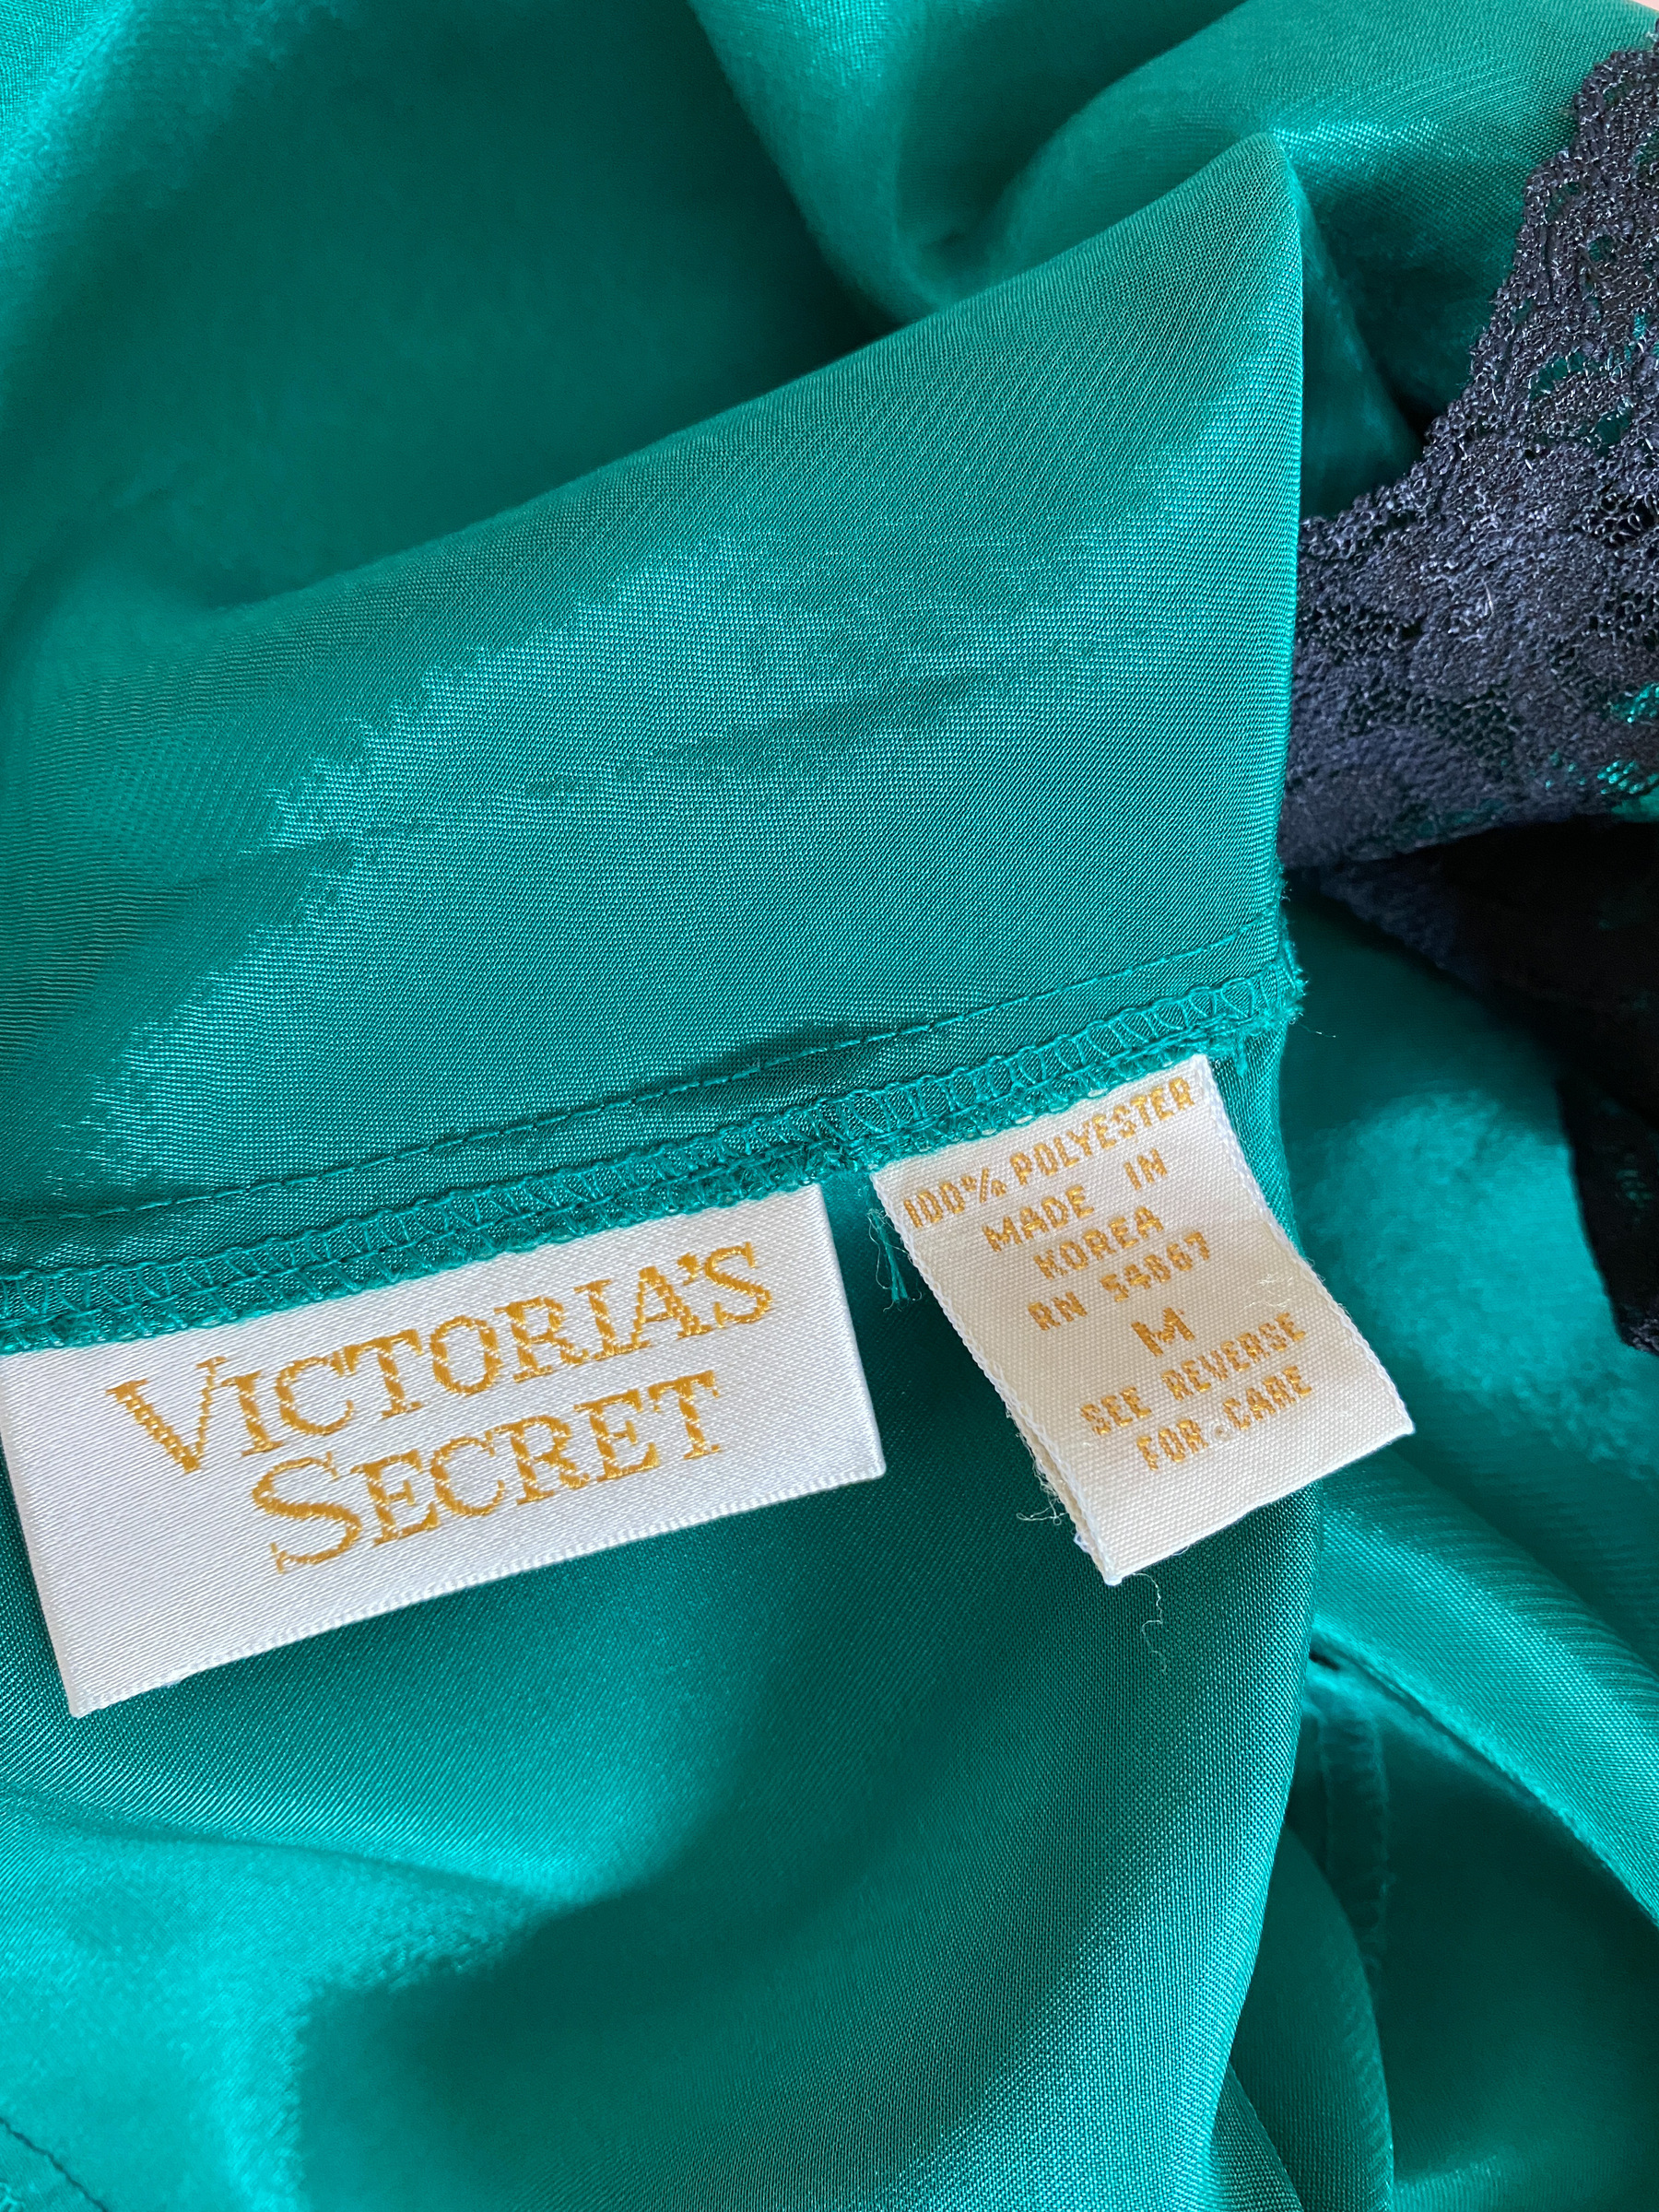 VICTORIA'S
SECRET
100% POLYESTER
MADE IN
KOREA
RN 54867
M
SEE REVERSE
FOR CARE